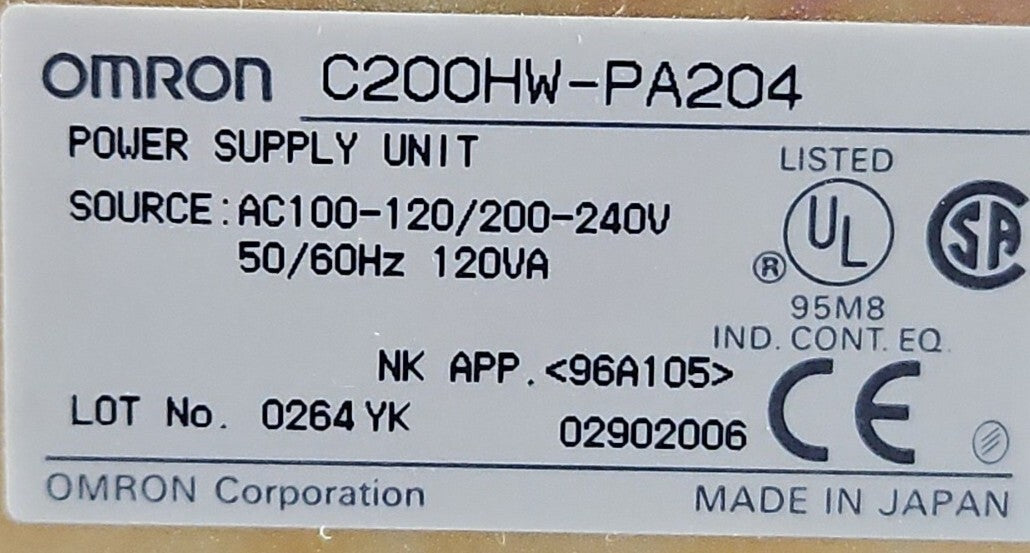 OMRON C200HW-PA204
POWER SUPPLY UNIT
SOURCE:AC100-120/200-240V
50/60Hz 120VA
LISTED
UL
®
SA
95M8
IND. CONT. EQ.
NK APP.<96A105>
CE
LOT No. 0264YK
02902006
OMRON Corporation
MADE IN JAPAN